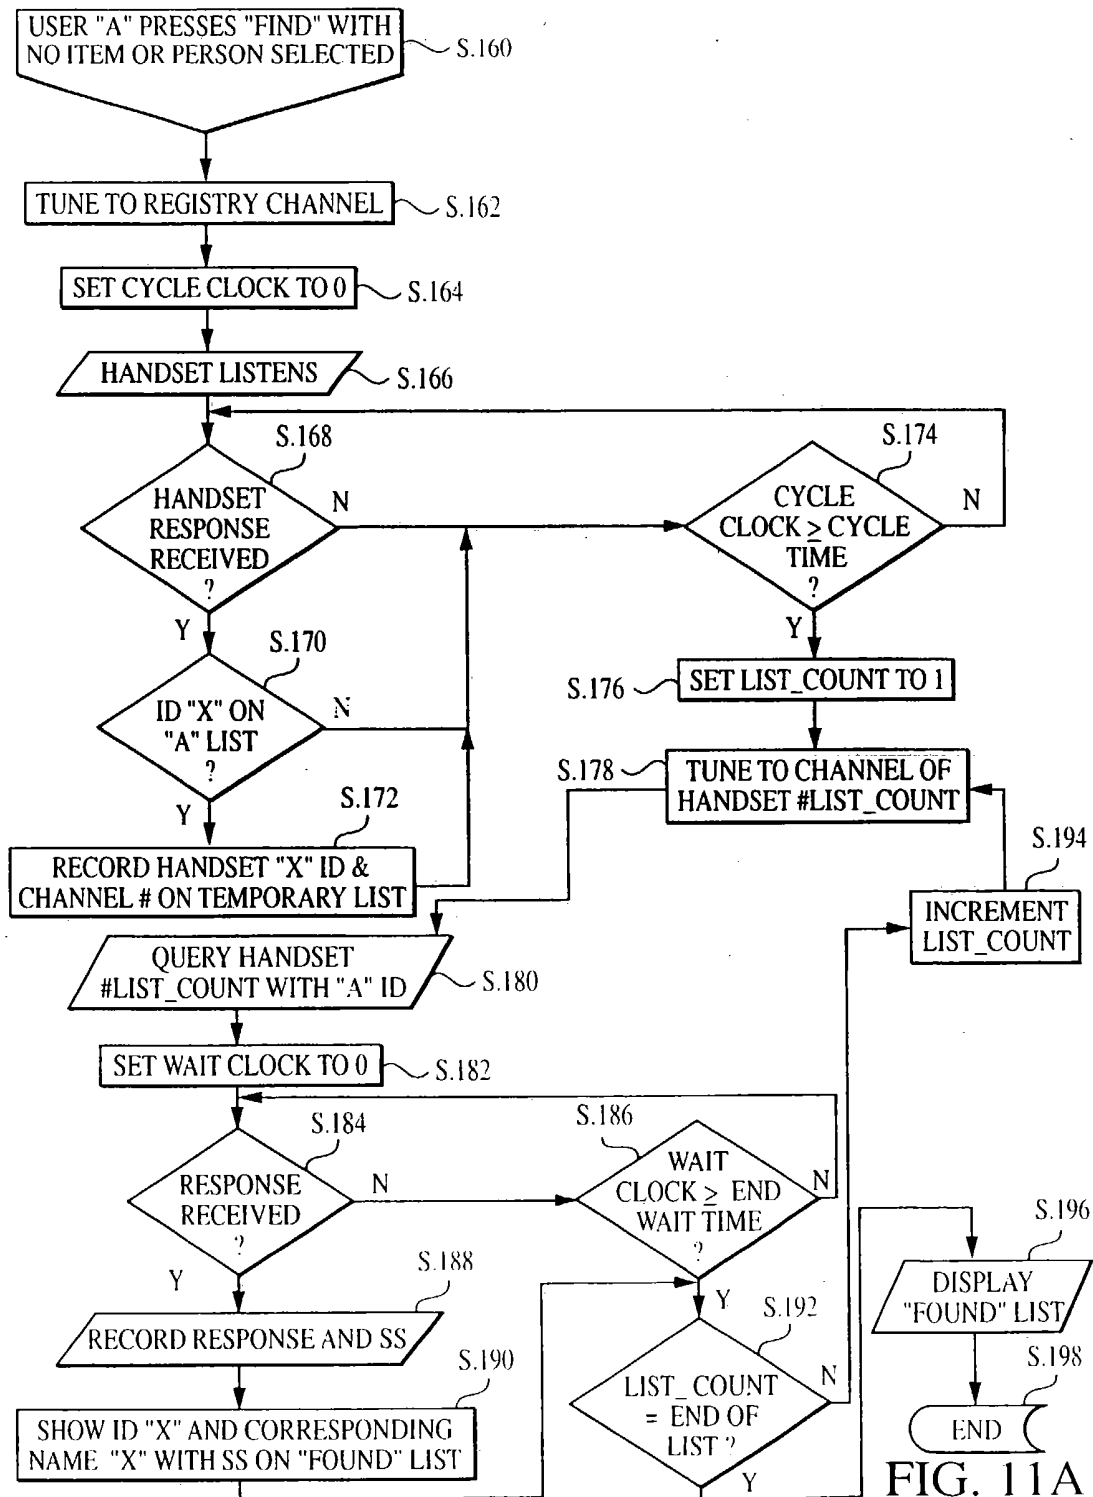 USER "A" PRESSES "FIND" WITH
NO ITEM OR PERSON SELECTED
S.160
TUNE TO REGISTRY CHANNEL
S.162
SET CYCLE CLOCK TO 0
S.164
HANDSET LISTENS
S.166
S.168
HANDSET
RESPONSE
RECEIVED
?
N
Y
S.174
CYCLE
CLOCK ≥ CYCLE
TIME
?
N
Y
S.170
ID "X" ON
"A" LIST
?
N
Y
S.176
SET LIST_COUNT TO 1
S.178
TUNE TO CHANNEL OF
HANDSET #LIST_COUNT
S.172
RECORD HANDSET "X" ID &
CHANNEL # ON TEMPORARY LIST
S.194
INCREMENT
LIST_COUNT
QUERY HANDSET
#LIST_COUNT WITH "A" ID
S.180
SET WAIT CLOCK TO 0
S.182
S.184
RESPONSE
RECEIVED
?
N
Y
S.186
WAIT
CLOCK ≥ END
WAIT TIME
?
N
Y
S.188
RECORD RESPONSE AND SS
S.190
SHOW ID "X" AND CORRESPONDING
NAME "X" WITH SS ON "FOUND" LIST
S.192
LIST_COUNT
= END OF
LIST ?
N
Y
S.196
DISPLAY
"FOUND" LIST
S.198
END
FIG. 11A